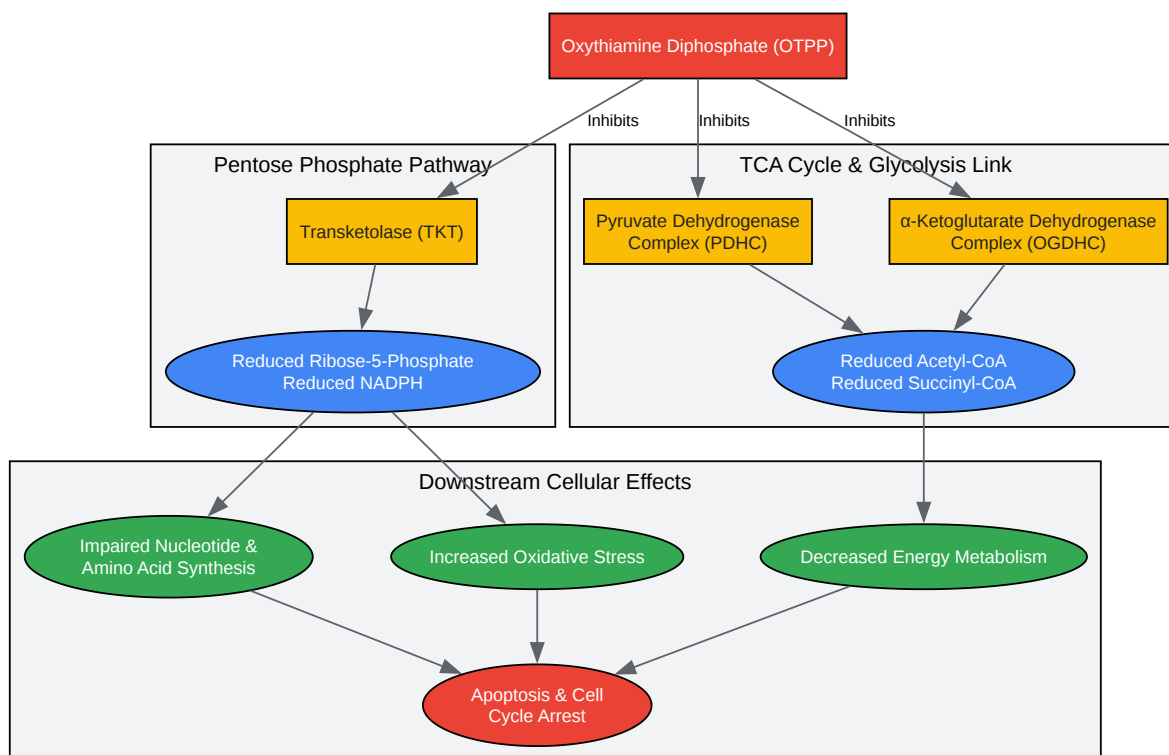 Oxythiamine Diphosphate (OTPP)
Inhibits
Inhibits
Inhibits
Pentose Phosphate Pathway
TCA Cycle & Glycolysis Link
Transketolase (TKT)
Pyruvate Dehydrogenase
Complex (PDHC)
α-Ketoglutarate Dehydrogenase
Complex (OGDHC)
Reduced Ribose-5-Phosphate
Reduced NADPH
Reduced Acetyl-CoA
Reduced Succinyl-CoA
Downstream Cellular Effects
Impaired Nucleotide &
Amino Acid Synthesis
Increased Oxidative Stress
Decreased Energy Metabolism
Apoptosis & Cell
Cycle Arrest